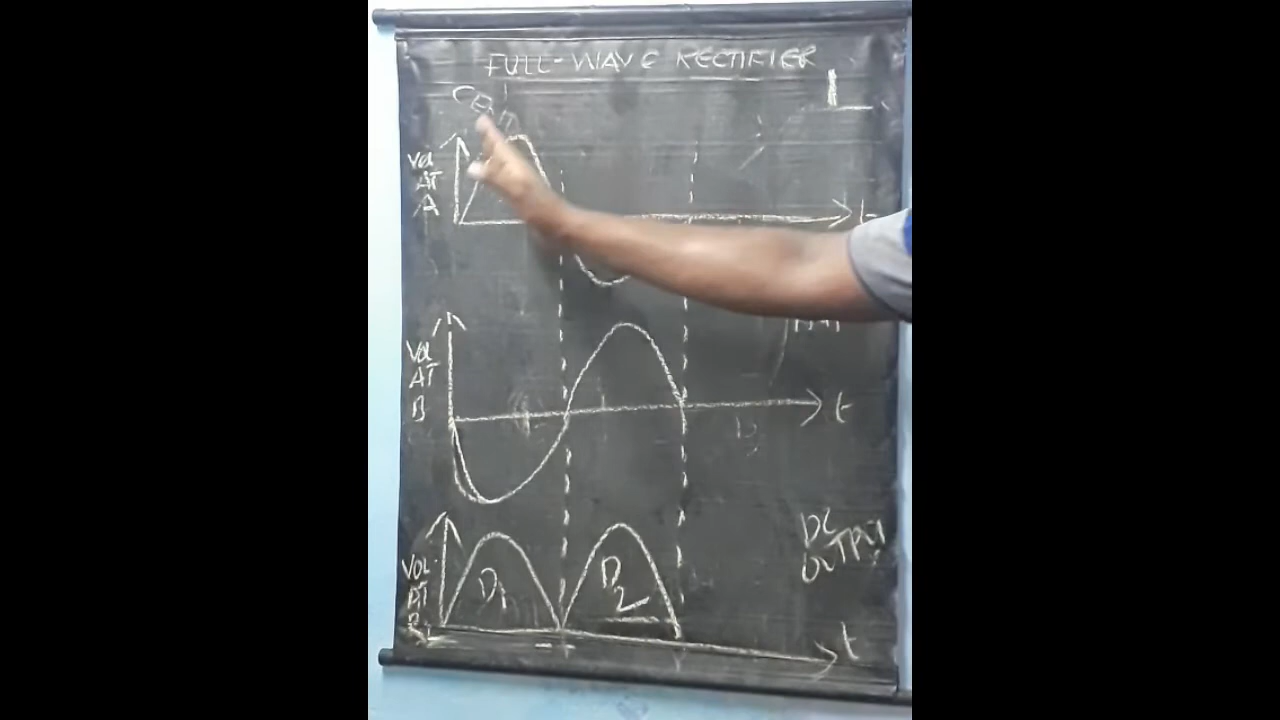 FULL-WAVE RECTIFIER
Vol
AT
A
t
Vol
AT
B
t
DC
OUTPUT
VOL.
AT
D1
D2
t